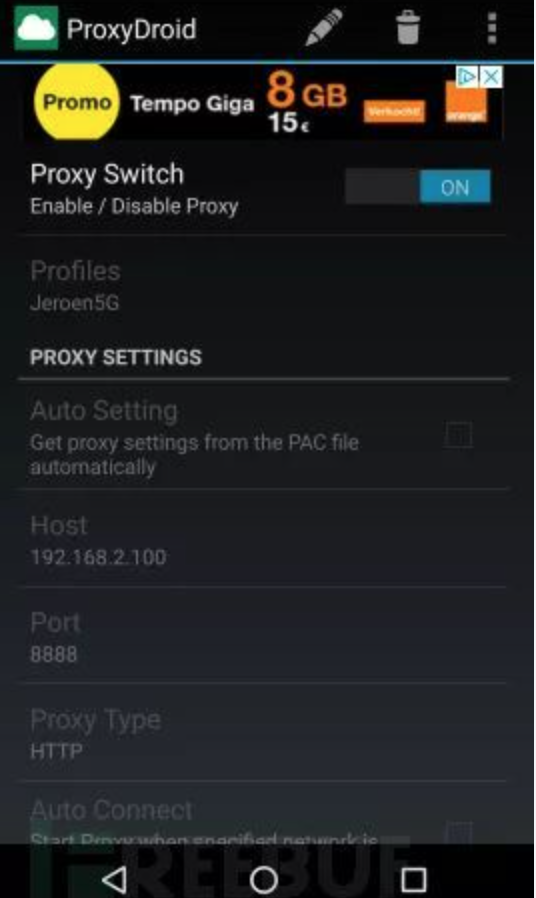 ProxyDroid
Promo
Tempo Giga
8 GB
15€
Verkocht!
orange
Proxy Switch
Enable / Disable Proxy
ON
Profiles
Jeroen5G
PROXY SETTINGS
Auto Setting
Get proxy settings from the PAC file
automatically
Host
192.168.2.100
Port
8888
Proxy Type
HTTP
Auto Connect
Start Proxy when specified network is
FREEBUF